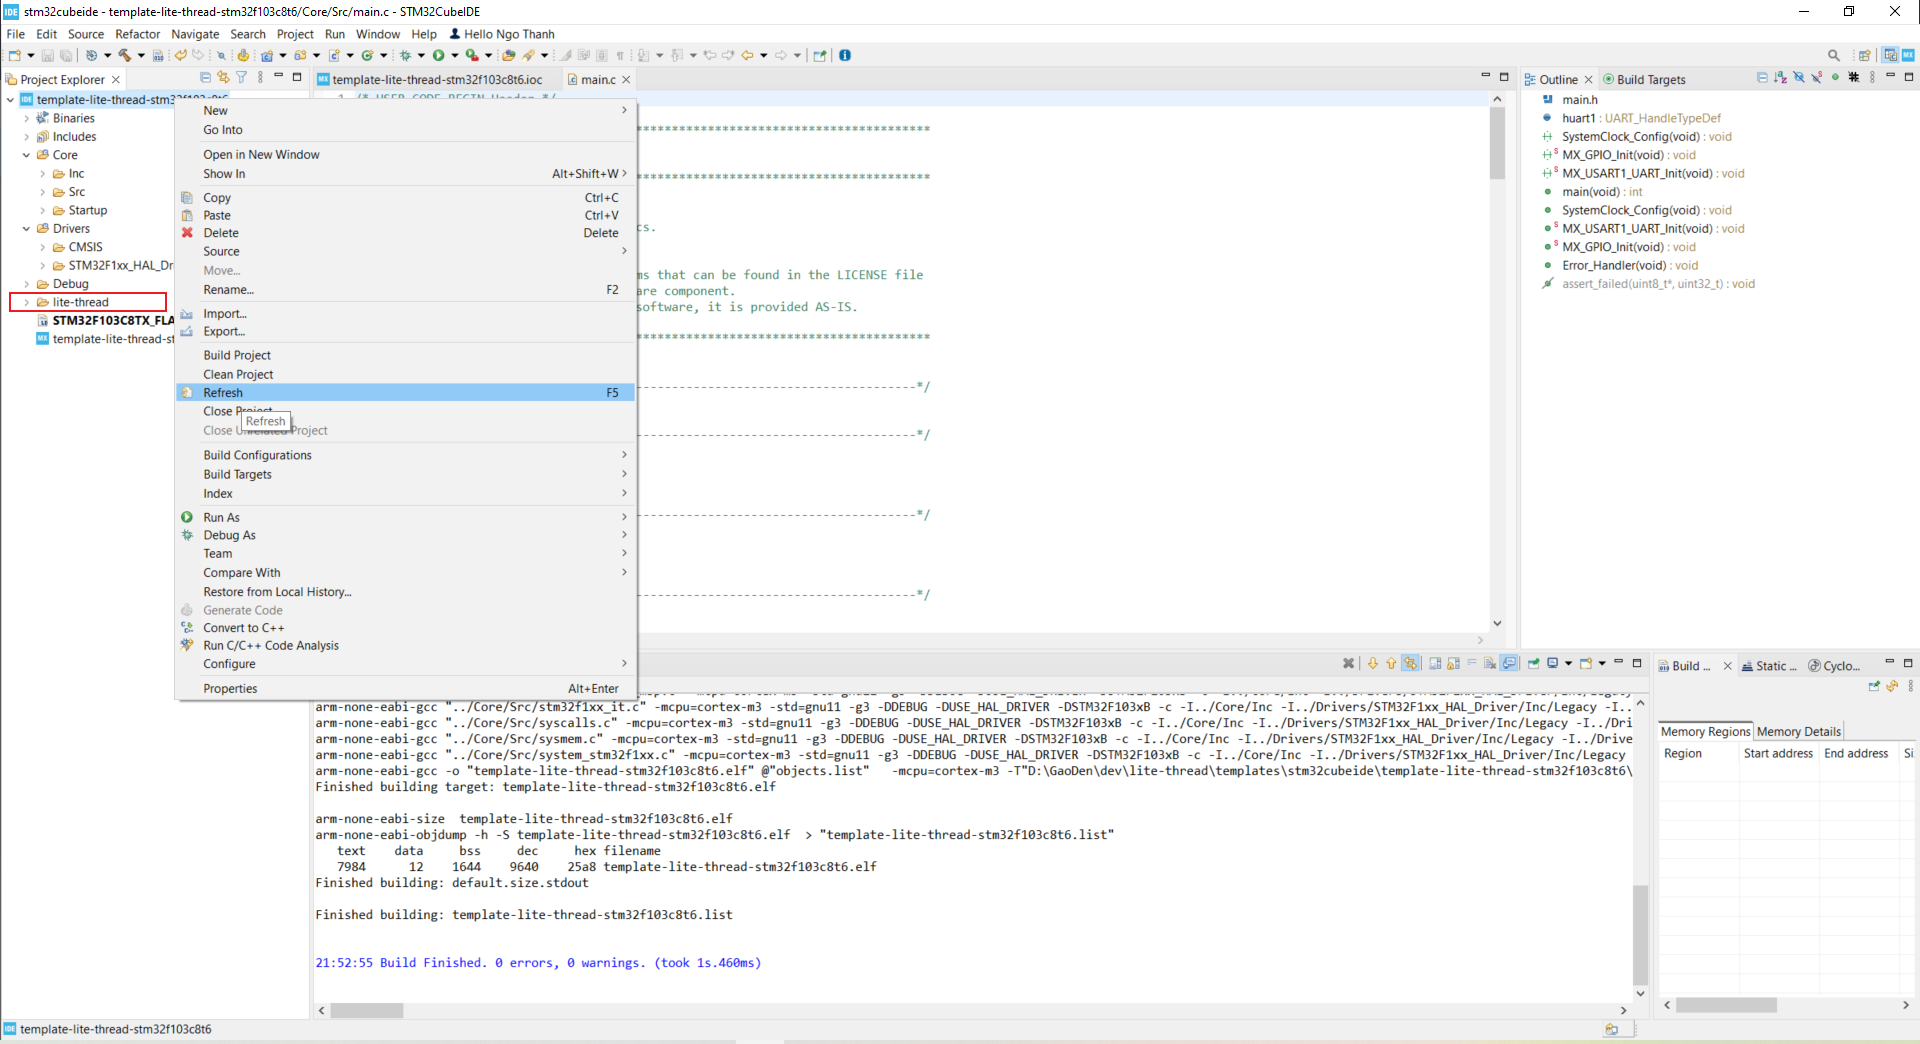 stm32cubeide - template-lite-thread-stm32f103c8t6/Core/Src/main.c - STM32CubeIDE
File Edit Source Refactor Navigate Search Project Run Window Help Hello Ngo Thanh
Project Explorer
template-lite-thread-stm32f103c8t6
Binaries
Includes
Core
Inc
Src
Startup
Drivers
CMSIS
STM32F1xx_HAL_Dri
Debug
lite-thread
STM32F103C8TX_FLA
template-lite-thread-st
New
Go Into
Open in New Window
Show In Alt+Shift+W
Copy Ctrl+C
Paste Ctrl+V
Delete Delete
Source
Move...
Rename... F2
Import...
Export...
Build Project
Clean Project
Refresh F5
Close Project
Refresh
Close Unrelated Project
Build Configurations
Build Targets
Index
Run As
Debug As
Team
Compare With
Restore from Local History...
Generate Code
Convert to C++
Run C/C++ Code Analysis
Configure
Properties Alt+Enter
template-lite-thread-stm32f103c8t6.ioc main.c
1 /* USER CODE BEGIN Header */
cs.
ms that can be found in the LICENSE file
are component.
software, it is provided AS-IS.
*/
*/
*/
*/
Outline Build Targets
main.h
huart1 : UART_HandleTypeDef
SystemClock_Config(void) : void
MX_GPIO_Init(void) : void
MX_USART1_UART_Init(void) : void
main(void) : int
SystemClock_Config(void) : void
MX_USART1_UART_Init(void) : void
MX_GPIO_Init(void) : void
Error_Handler(void) : void
assert_failed(uint8_t*, uint32_t) : void
arm-none-eabi-gcc "../Core/Src/stm32f1xx_it.c" -mcpu=cortex-m3 -std=gnu11 -g3 -DDEBUG -DUSE_HAL_DRIVER -DSTM32F103xB -c -I../Core/Inc -I../Drivers/STM32F1xx_HAL_Driver/Inc/Legacy -I..
arm-none-eabi-gcc "../Core/Src/syscalls.c" -mcpu=cortex-m3 -std=gnu11 -g3 -DDEBUG -DUSE_HAL_DRIVER -DSTM32F103xB -c -I../Core/Inc -I../Drivers/STM32F1xx_HAL_Driver/Inc/Legacy -I../Dri
arm-none-eabi-gcc "../Core/Src/sysmem.c" -mcpu=cortex-m3 -std=gnu11 -g3 -DDEBUG -DUSE_HAL_DRIVER -DSTM32F103xB -c -I../Core/Inc -I../Drivers/STM32F1xx_HAL_Driver/Inc/Legacy -I../Drive
arm-none-eabi-gcc "../Core/Src/system_stm32f1xx.c" -mcpu=cortex-m3 -std=gnu11 -g3 -DDEBUG -DUSE_HAL_DRIVER -DSTM32F103xB -c -I../Core/Inc -I../Drivers/STM32F1xx_HAL_Driver/Inc/Legacy
arm-none-eabi-gcc -o "template-lite-thread-stm32f103c8t6.elf" @"objects.list" -mcpu=cortex-m3 -T"D:\GaoDen\dev\lite-thread\templates\stm32cubeide\template-lite-thread-stm32f103c8t6\
Finished building target: template-lite-thread-stm32f103c8t6.elf
arm-none-eabi-size template-lite-thread-stm32f103c8t6.elf
arm-none-eabi-objdump -h -S template-lite-thread-stm32f103c8t6.elf > "template-lite-thread-stm32f103c8t6.list"
text data bss dec hex filename
7984 12 1644 9640 25a8 template-lite-thread-stm32f103c8t6.elf
Finished building: default.size.stdout
Finished building: template-lite-thread-stm32f103c8t6.list
21:52:55 Build Finished. 0 errors, 0 warnings. (took 1s.460ms)
Build ... Static ... Cyclo...
Memory Regions Memory Details
Region Start address End address Si
template-lite-thread-stm32f103c8t6